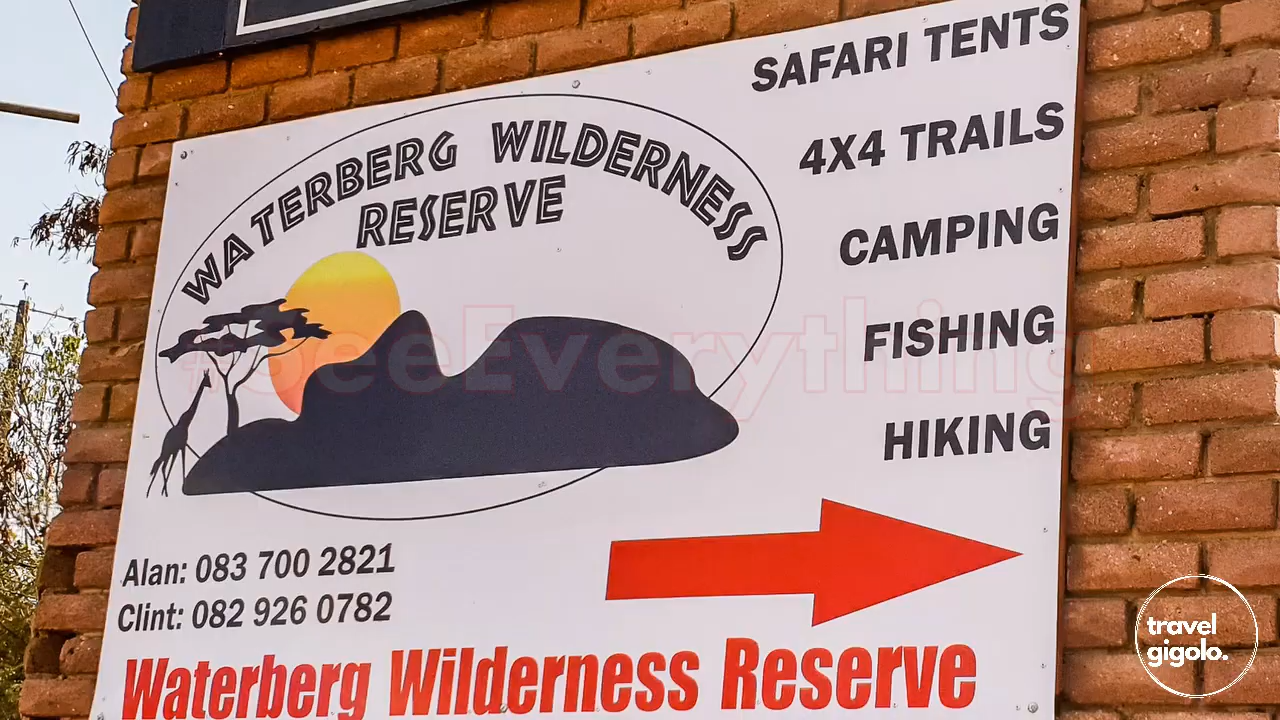 WATERBERG WILDERNESS
RESERVE
SAFARI TENTS
4X4 TRAILS
CAMPING
FISHING
HIKING
#SeeEverything
Alan: 083 700 2821
Clint: 082 926 0782
Waterberg Wilderness Reserve
travel
gigolo.